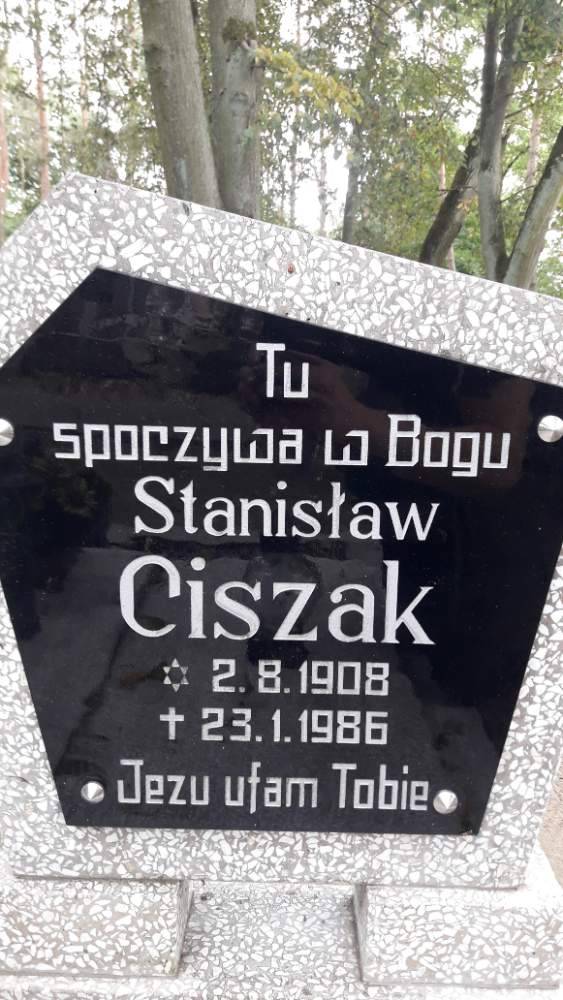 Tu
spoczywa w Bogu
Stanisław
Ciszak
✡ 2.8.1908
✝ 23.1.1986
Jezu ufam Tobie